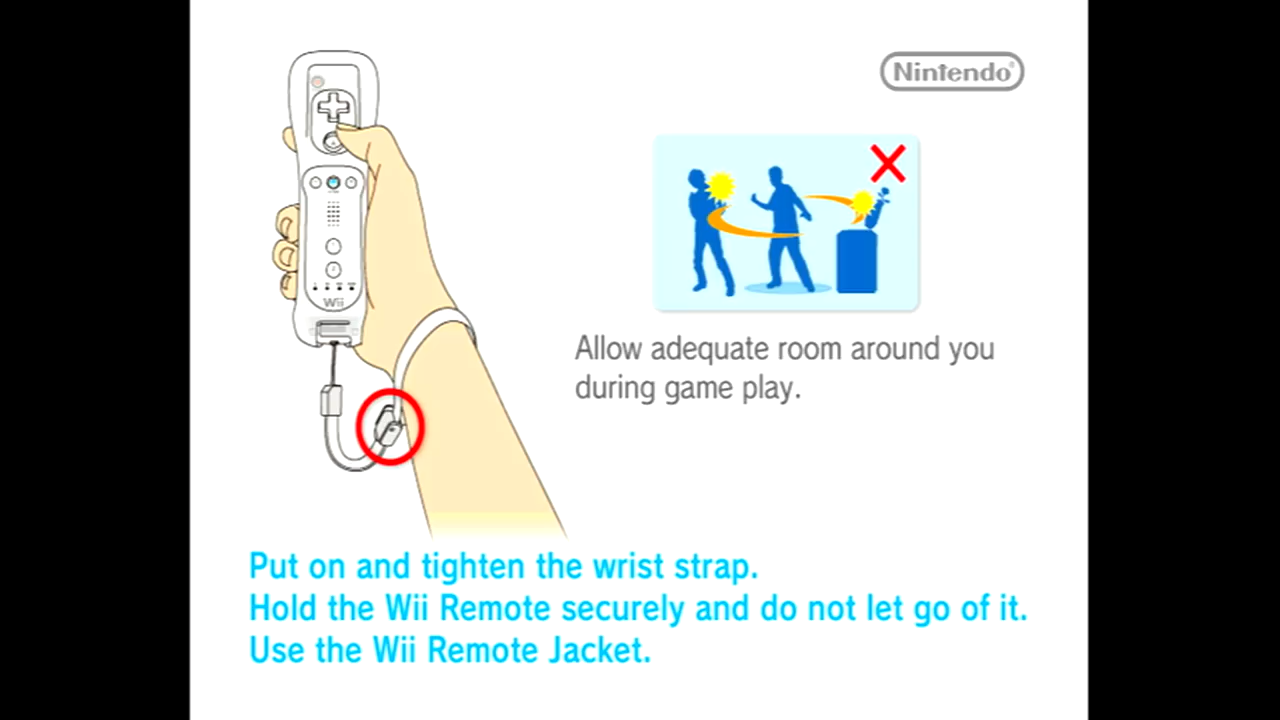 Nintendo®
Wii
Allow adequate room around you
during game play.
Put on and tighten the wrist strap.
Hold the Wii Remote securely and do not let go of it.
Use the Wii Remote Jacket.